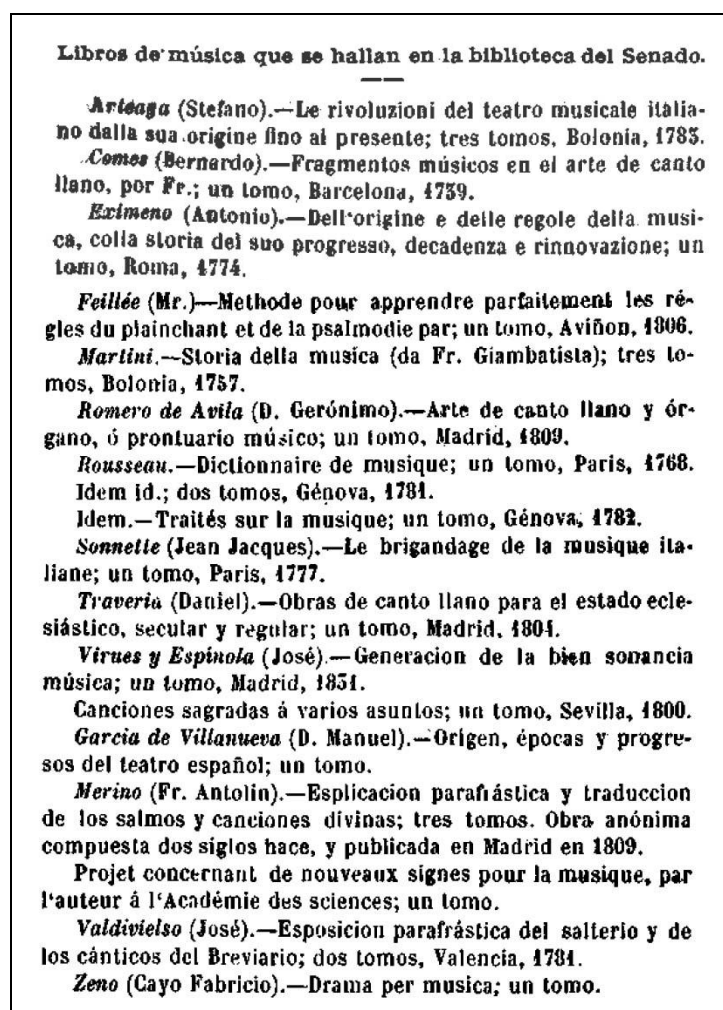 Libros de música que se hallan en la biblioteca del Senado.
Arteaga (Stefano).—Le rivoluzioni del teatro musicale italia-
no dalla sua origine fino al presente; tres tomos, Bolonia, 1783.
Comes (Bernardo).—Fragmentos músicos en el arte de canto
llano, por Fr.; un tomo, Barcelona, 1739.
Eximeno (Antonio).—Dell'origine e delle regole della musi-
ca, colla storia del suo progresso, decadenza e rinnovazione; un
tomo, Roma, 1774.
Feillée (Mr.)—Methode pour apprendre parfaitement les ré-
gles du plainchant et de la psalmodie par; un tomo, Aviñon, 1806.
Martini.—Storia della musica (da Fr. Giambatista); tres to-
mos, Bolonia, 1757.
Romero de Avila (D. Gerónimo).—Arte de canto llano y ór-
gano, ó prontuario músico; un tomo, Madrid, 1809.
Rousseau.—Dictionnaire de musique; un tomo, Paris, 1768.
Idem id.; dos tomos, Génova, 1781.
Idem.—Traités sur la musique; un tomo, Génova, 1782.
Sonnette (Jean Jacques).—Le brigandage de la musique ita-
liane; un tomo, Paris, 1777.
Traveria (Daniel).—Obras de canto llano para el estado ecle-
siástico, secular y regular; un tomo, Madrid, 1804.
Virues y Espinola (José).—Generacion de la bien sonancia
música; un tomo, Madrid, 1831.
Canciones sagradas á varios asuntos; un tomo, Sevilla, 1800.
Garcia de Villanueva (D. Manuel).—Origen, épocas y progre-
sos del teatro español; un tomo.
Merino (Fr. Antolin).—Esplicacion parafrástica y traduccion
de los salmos y canciones divinas; tres tomos. Obra anónima
compuesta dos siglos hace, y publicada en Madrid en 1809.
Projet concernant de nouveaux signes pour la musique, par
l'auteur á l'Académie des sciences; un tomo.
Valdivielso (José).—Esposicion parafrástica del salterio y de
los cánticos del Breviario; dos tomos, Valencia, 1781.
Zeno (Cayo Fabricio).—Drama per musica; un tomo.